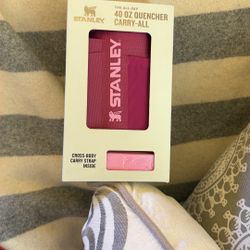 STANLEY
THE ALL DAY
40 OZ QUENCHER
CARRY-ALL
STANLEY
CROSS-BODY
CARRY STRAP
INSIDE